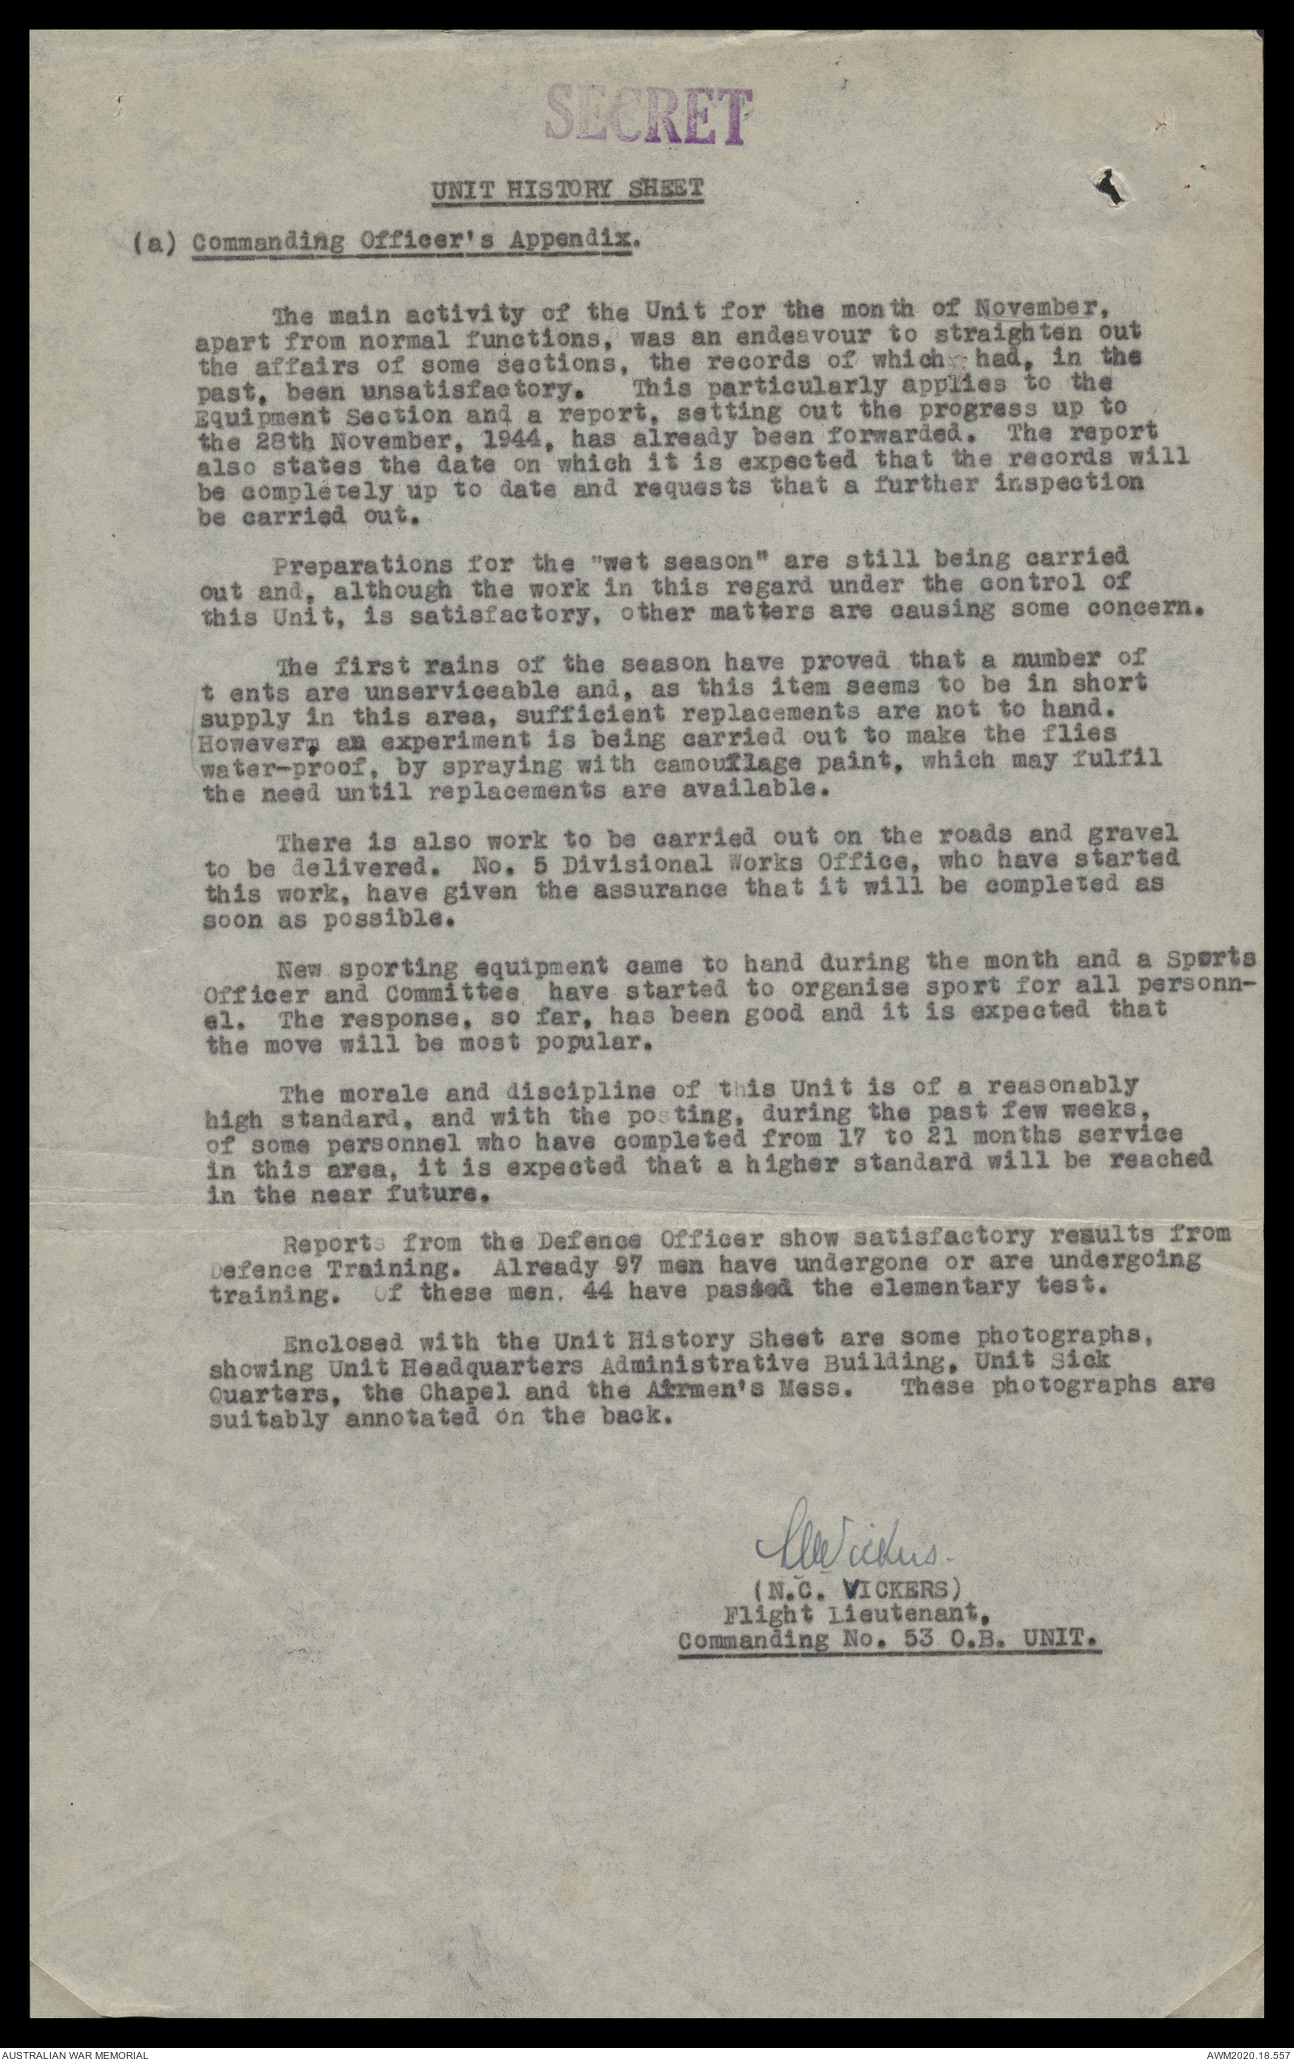 SECRET
UNIT HISTORY SHEET
(a) Commanding Officer's Appendix.
The main activity of the Unit for the month of November,
apart from normal functions, was an endeavour to straighten out
the affairs of some sections, the records of which had, in the
past, been unsatisfactory. This particularly applies to the
Equipment Section and a report, setting out the progress up to
the 28th November, 1944, has already been forwarded. The report
also states the date on which it is expected that the records will
be completely up to date and requests that a further inspection
be carried out.
Preparations for the "wet season" are still being carried
out and, although the work in this regard under the control of
this Unit, is satisfactory, other matters are causing some concern.
The first rains of the season have proved that a number of
t ents are unserviceable and, as this item seems to be in short
supply in this area, sufficient replacements are not to hand.
However, an experiment is being carried out to make the flies
water-proof, by spraying with camouflage paint, which may fulfil
the need until replacements are available.
There is also work to be carried out on the roads and gravel
to be delivered. No. 5 Divisional Works Office, who have started
this work, have given the assurance that it will be completed as
soon as possible.
New sporting equipment came to hand during the month and a Sports
Officer and Committee have started to organise sport for all personn-
el. The response, so far, has been good and it is expected that
the move will be most popular.
The morale and discipline of this Unit is of a reasonably
high standard, and with the posting, during the past few weeks,
of some personnel who have completed from 17 to 21 months service
in this area, it is expected that a higher standard will be reached
in the near future.
Reports from the Defence Officer show satisfactory results from
Defence Training. Already 97 men have undergone or are undergoing
training. Of these men, 44 have passed the elementary test.
Enclosed with the Unit History Sheet are some photographs,
showing Unit Headquarters Administrative Building, Unit Sick
Quarters, the Chapel and the Airmen's Mess. These photographs are
suitably annotated on the back.
NCVickers.
(N.C. VICKERS)
Flight Lieutenant,
Commanding No. 53 O.B. UNIT.
AUSTRALIAN WAR MEMORIAL
AWM2020.18.557